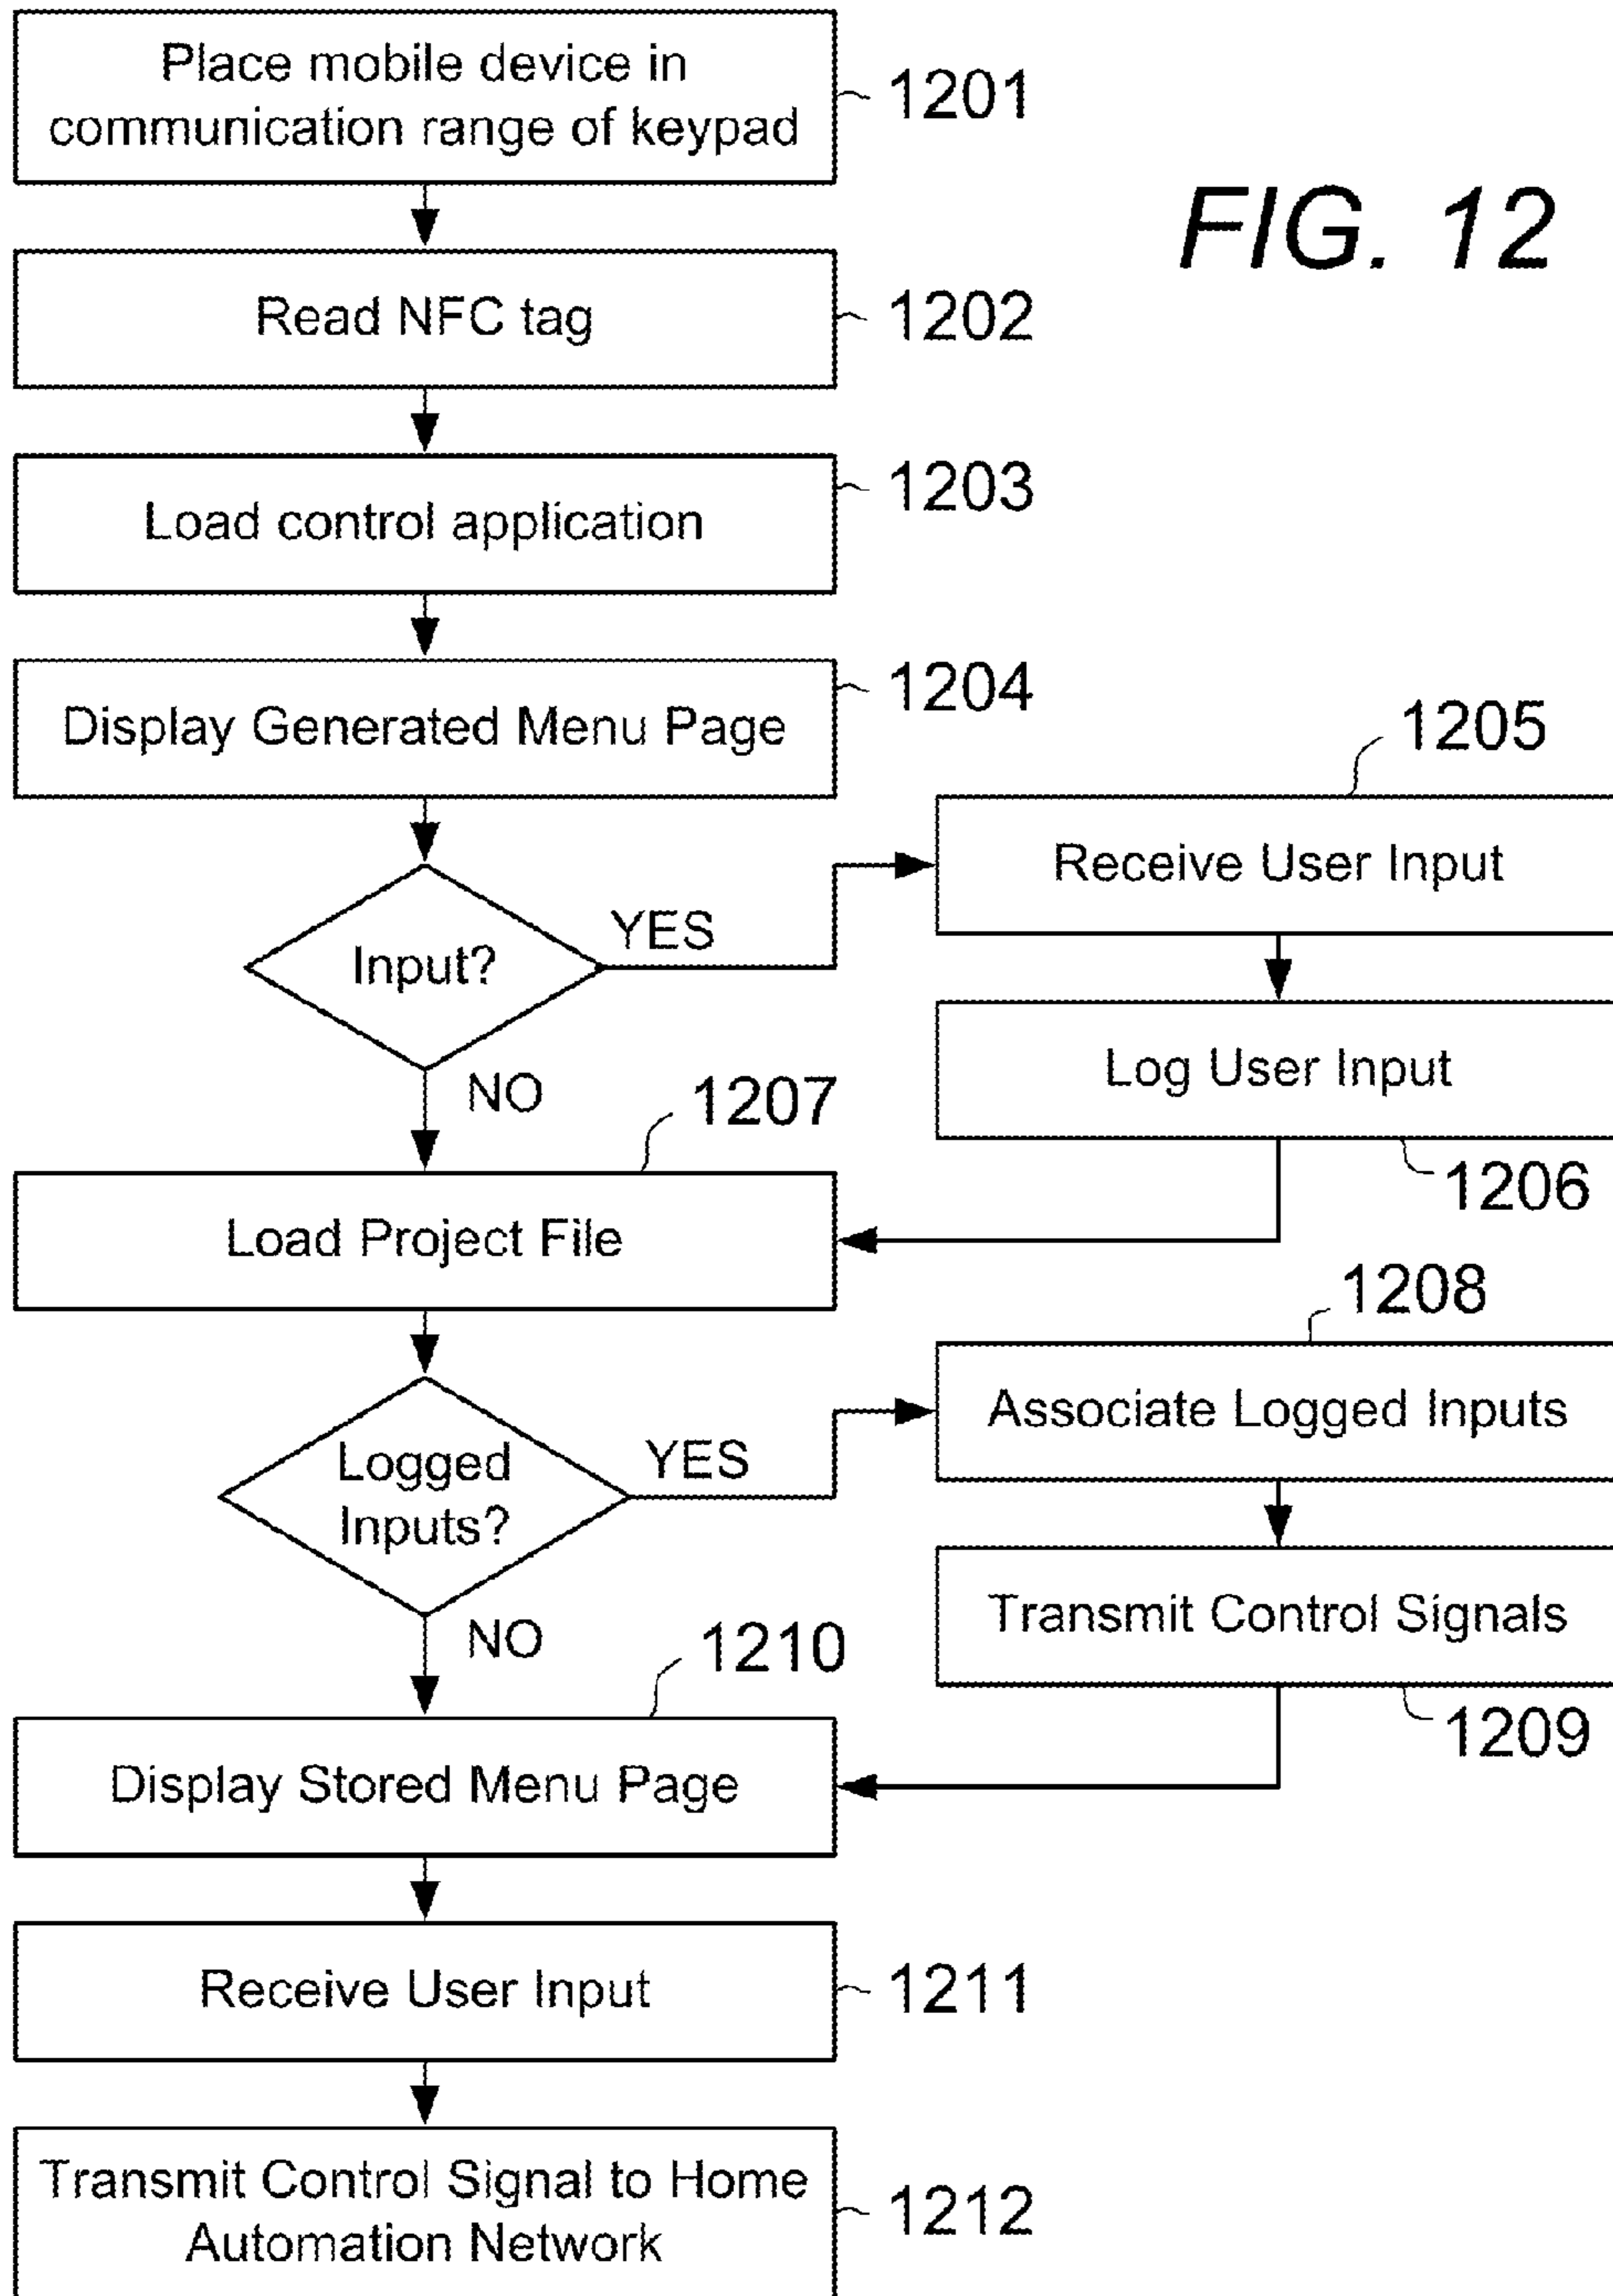 Place mobile device in
communication range of keypad
1201
FIG. 12
Read NFC tag
1202
Load control application
1203
Display Generated Menu Page
1204
1205
Receive User Input
Input?
YES
NO
Log User Input
1206
1207
Load Project File
1208
Associate Logged Inputs
Logged
Inputs?
YES
NO
Transmit Control Signals
1209
1210
Display Stored Menu Page
Receive User Input
1211
Transmit Control Signal to Home
Automation Network
1212